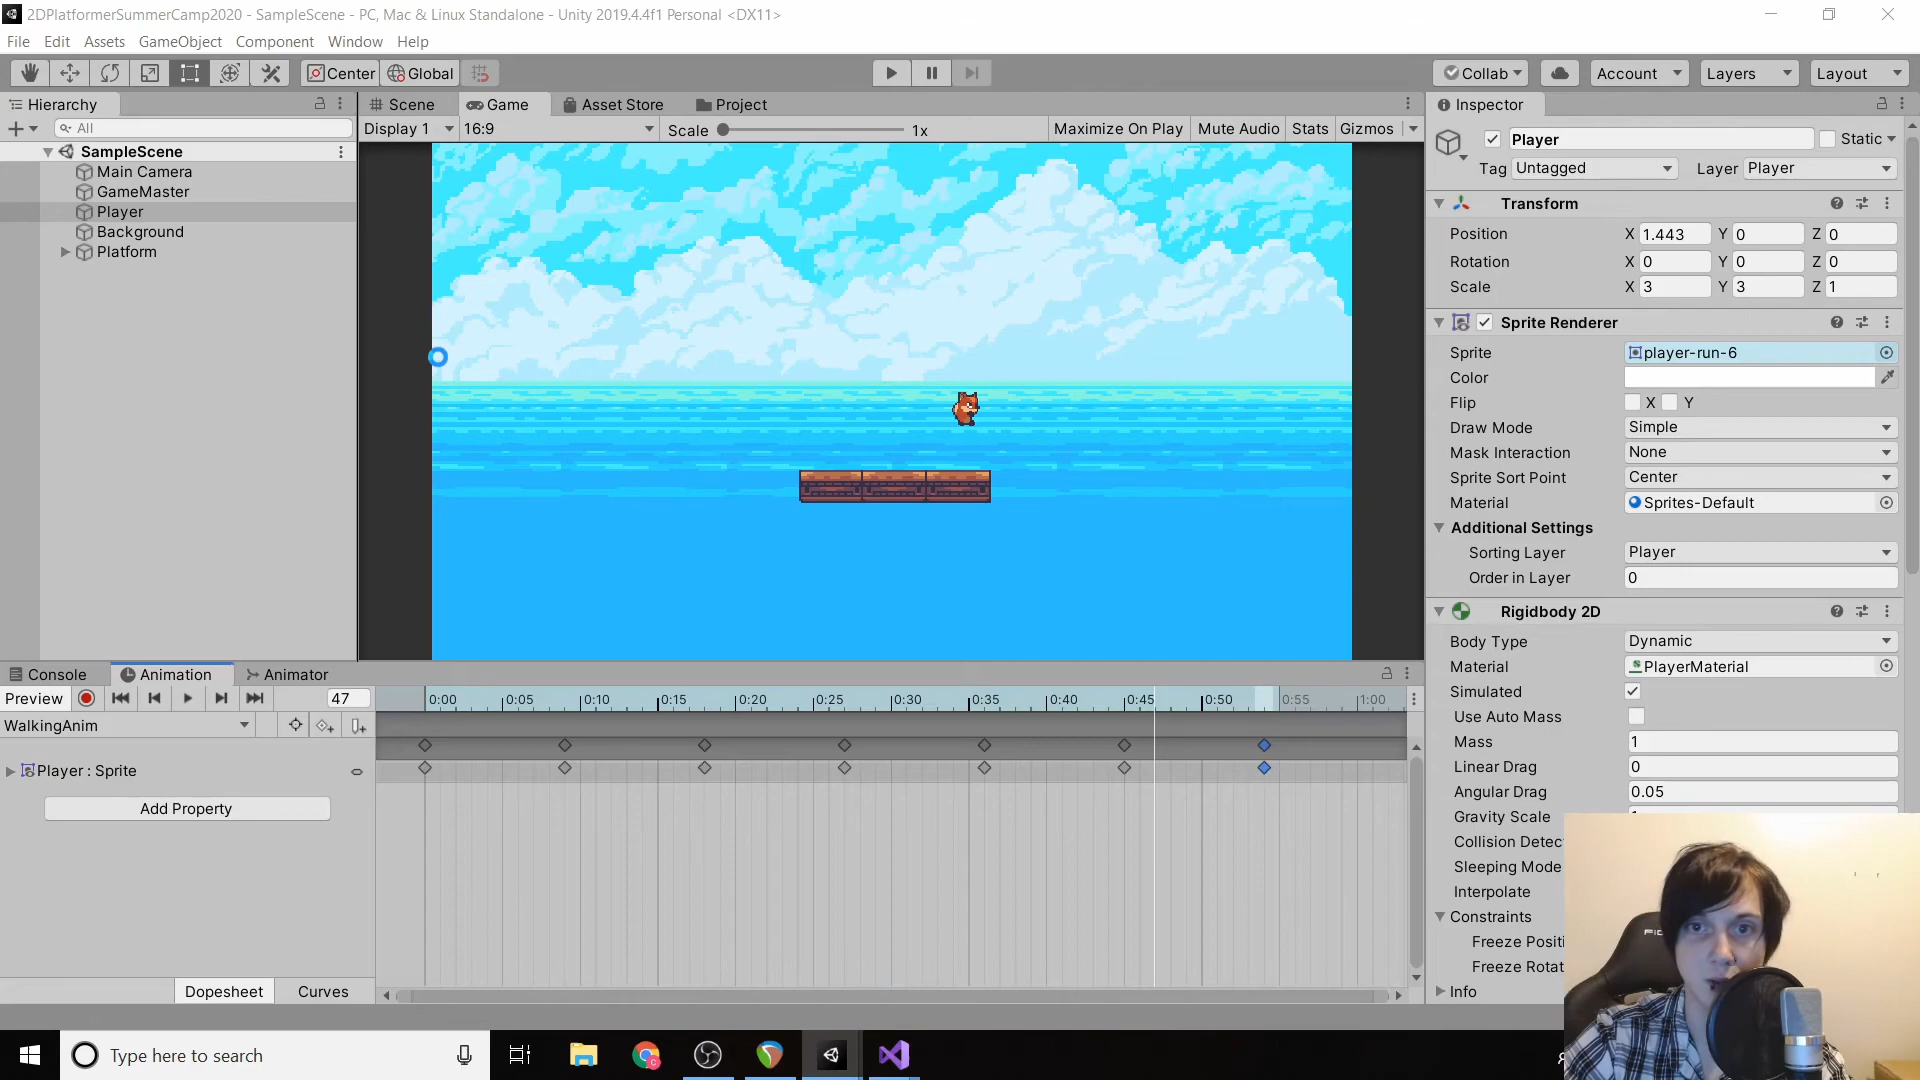 2DPlatformerSummerCamp2020 - SampleScene - PC, Mac & Linux Standalone - Unity 2019.4.4f1 Personal <DX11>
File Edit Assets GameObject Component Window Help
Center Global Collab Account Layers Layout
Hierarchy
All
SampleScene
Main Camera
GameMaster
Player
Background
Platform
Scene Game Asset Store Project
Display 1 16:9 Scale 1x Maximize On Play Mute Audio Stats Gizmos
Inspector
Player Static
Tag Untagged Layer Player
Transform
Position X 1.443 Y 0 Z 0
Rotation X 0 Y 0 Z 0
Scale X 3 Y 3 Z 1
Sprite Renderer
Sprite player-run-6
Color
Flip X Y
Draw Mode Simple
Mask Interaction None
Sprite Sort Point Center
Material Sprites-Default
Additional Settings
Sorting Layer Player
Order in Layer 0
Rigidbody 2D
Body Type Dynamic
Material PlayerMaterial
Simulated
Use Auto Mass
Mass 1
Linear Drag 0
Angular Drag 0.05
Gravity Scale
Collision Detec
Sleeping Mode
Interpolate
Constraints
Freeze Positi
Freeze Rotat
Info
Console Animation Animator
Preview 47 0:00 0:05 0:10 0:15 0:20 0:25 0:30 0:35 0:40 0:45 0:50 0:55 1:00
WalkingAnim
Player : Sprite
Add Property
Dopesheet Curves
Type here to search